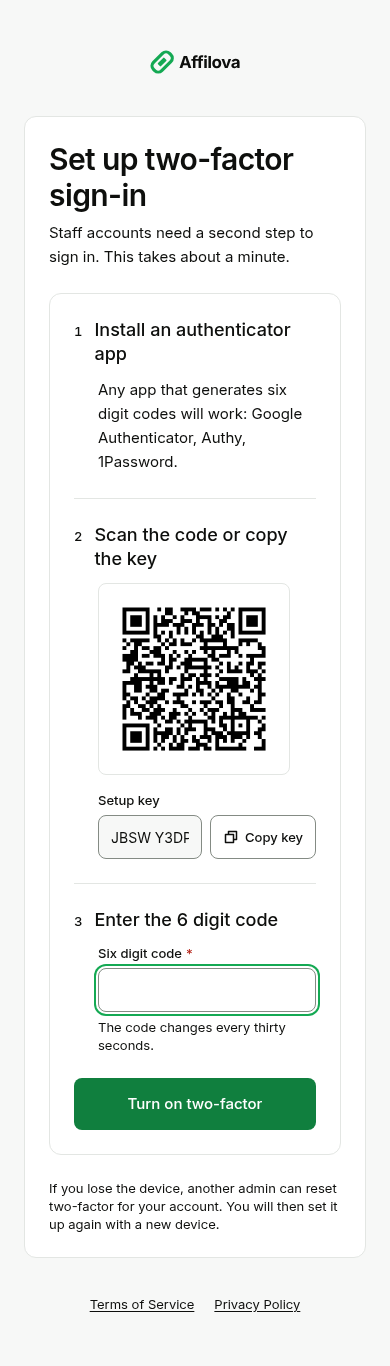 Affilova
Set up two-factor
sign-in
Staff accounts need a second step to
sign in. This takes about a minute.
1 Install an authenticator
app
Any app that generates six
digit codes will work: Google
Authenticator, Authy,
1Password.
2 Scan the code or copy
the key
Setup key
JBSW Y3DF
Copy key
3 Enter the 6 digit code
Six digit code *
The code changes every thirty
seconds.
Turn on two-factor
If you lose the device, another admin can reset
two-factor for your account. You will then set it
up again with a new device.
Terms of Service Privacy Policy